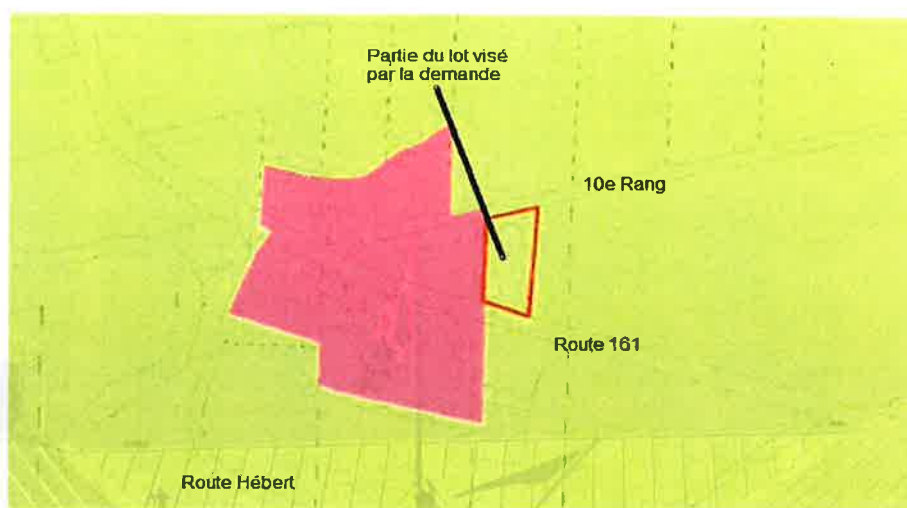 Partie du lot visé
par la demande
10e Rang
Route 161
Route Hébert